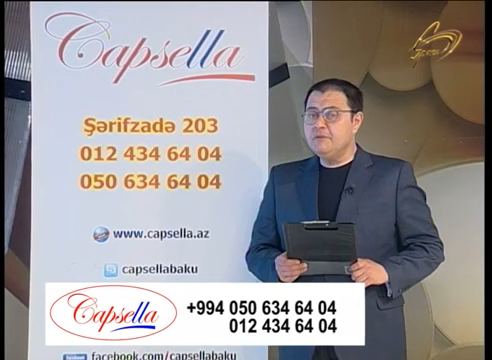 Capsella
Şərifzadə 203
012 434 64 04
050 634 64 04
www.capsella.az
capsellabaku
Capsella
+994 050 634 64 04
012 434 64 04
facebook.com/capsellabaku